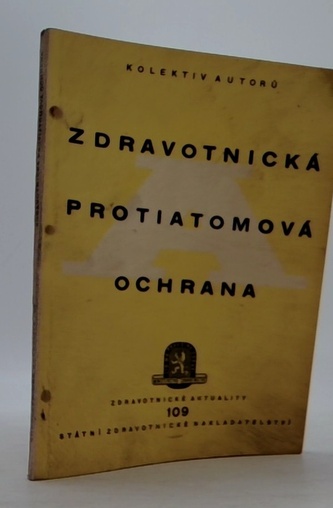 KOLEKTIV AUTORŮ
ZDRAVOTNICKÁ
PROTIATOMOVÁ
OCHRANA
ZDRAVOTNICKÉ AKTUALITY
109
STÁTNÍ ZDRAVOTNICKÉ NAKLADATELSTVÍ